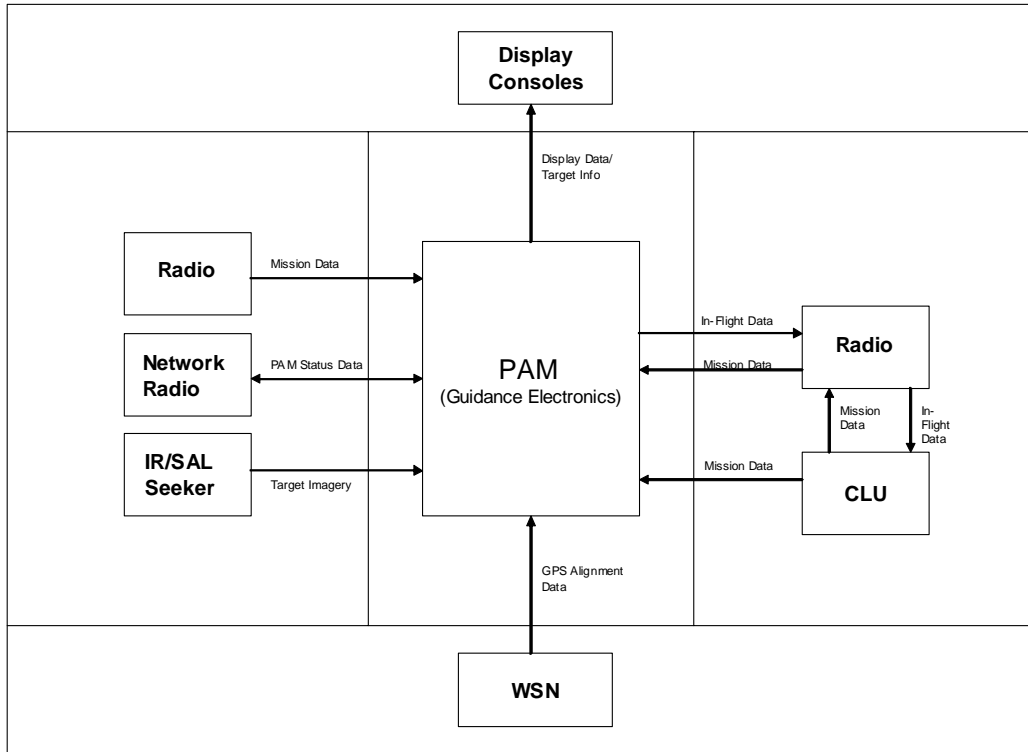 Display
Consoles
Display Data/
Target Info
Radio
Mission Data
Network
Radio
PAM Status Data
IR/SAL
Seeker
Target Imagery
PAM
(Guidance Electronics)
In-Flight Data
Mission Data
Radio
Mission
Data
In-
Flight
Data
Mission Data
CLU
GPS Alignment
Data
WSN